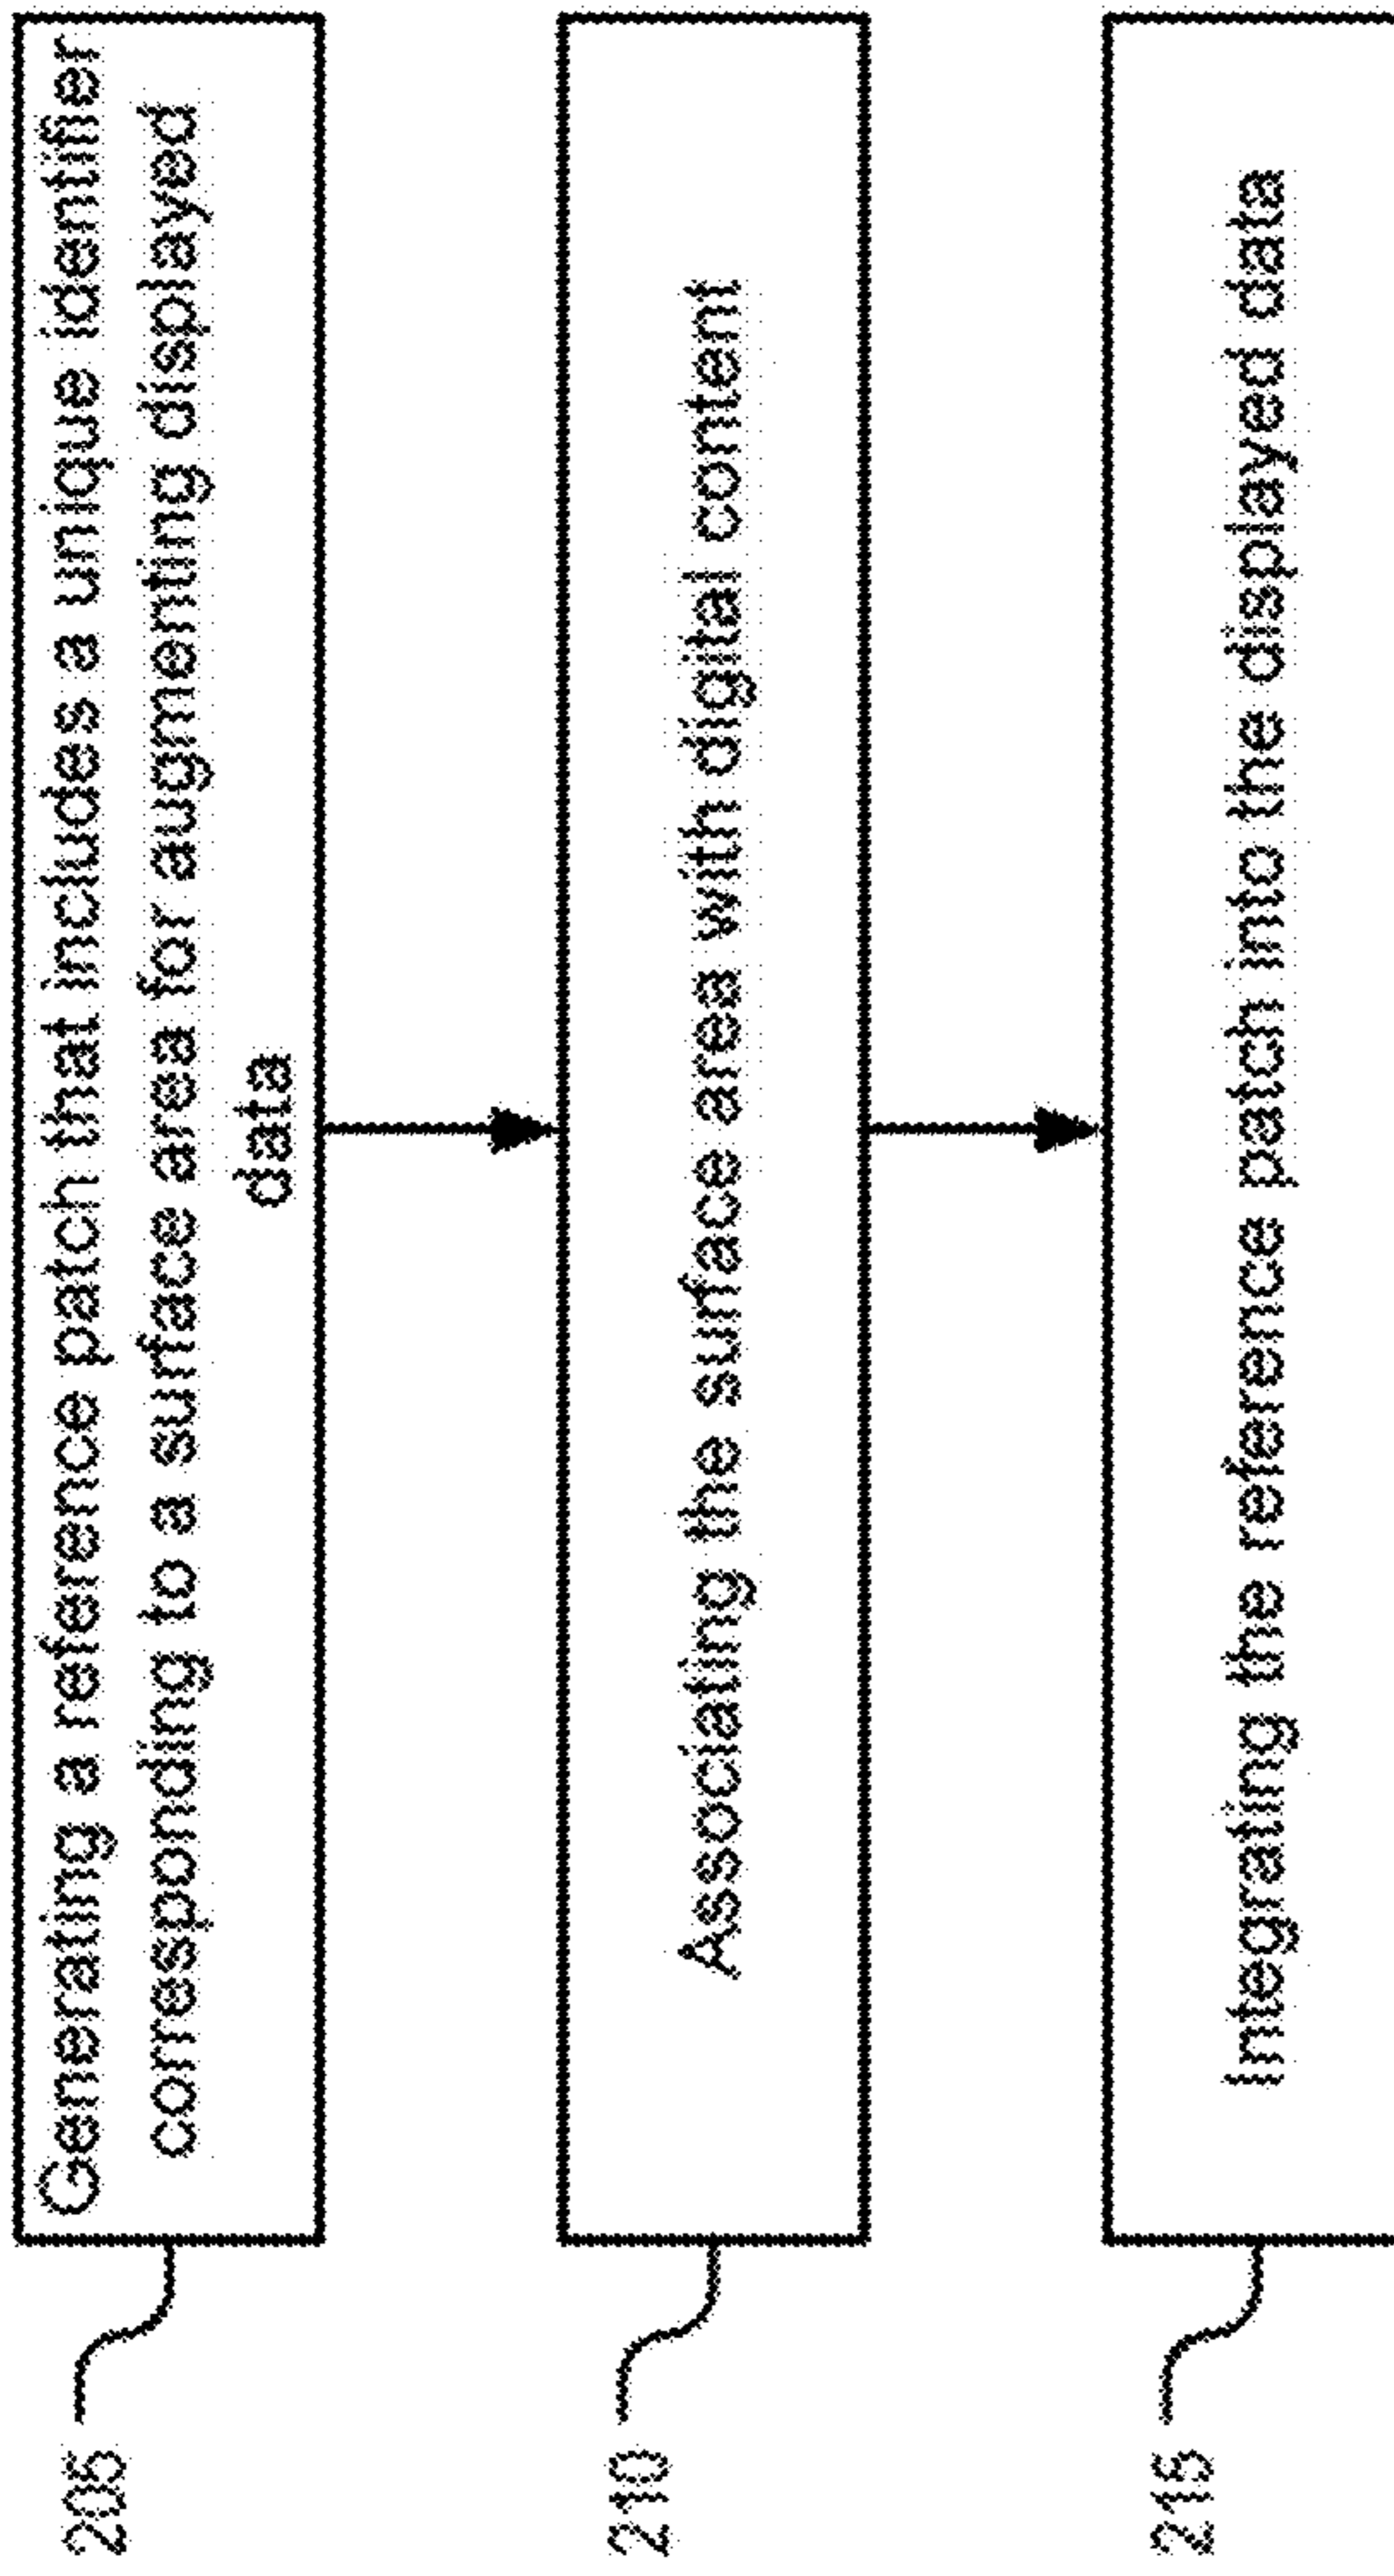 205
Generating a reference patch that includes a unique identifier
corresponding to a surface area for augmenting displayed
data
210
Associating the surface area with digital content
215
Integrating the reference patch into the displayed data